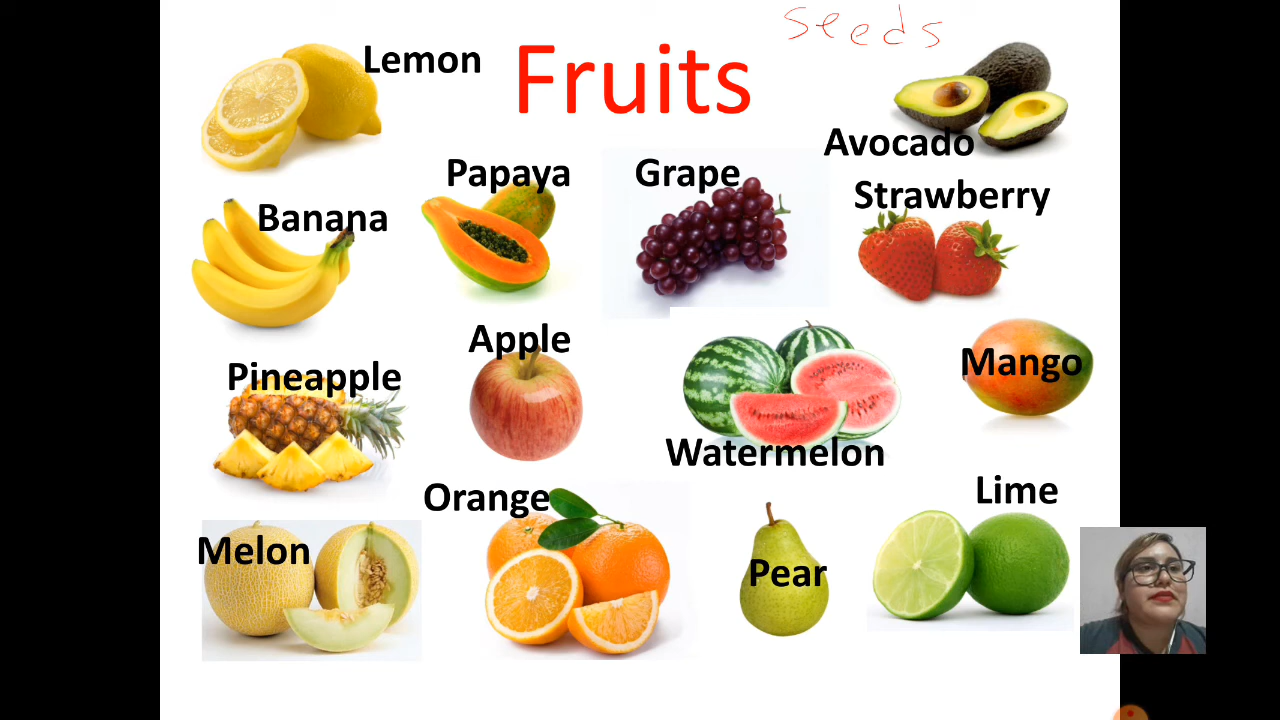 seeds
Fruits
Lemon
Avocado
Papaya
Grape
Strawberry
Banana
Apple
Pineapple
Mango
Watermelon
Orange
Lime
Melon
Pear